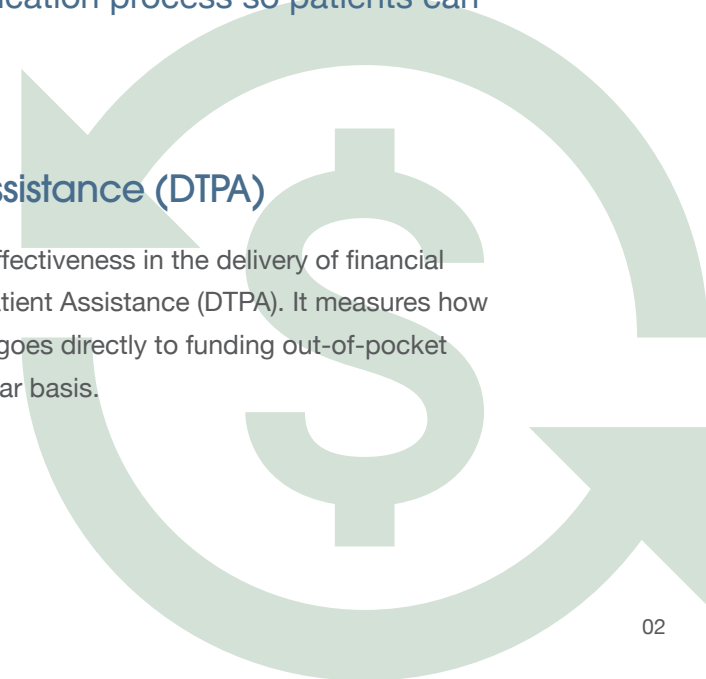 ication process so patients can
ssistance (DTPA)
ffectiveness in the delivery of financial
atient Assistance (DTPA). It measures how
goes directly to funding out-of-pocket
ar basis.
$
02